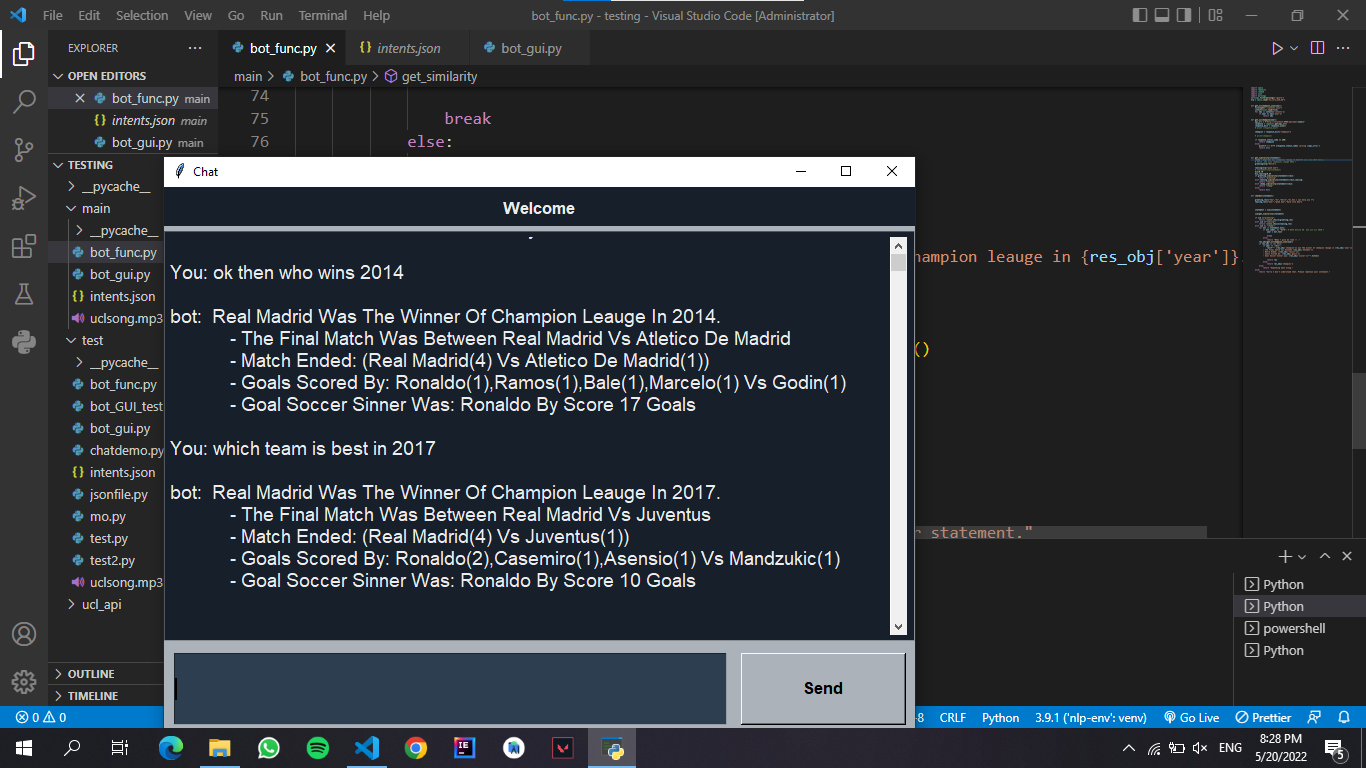 File Edit Selection View Go Run Terminal Help
bot_func.py - testing - Visual Studio Code [Administrator]
EXPLORER
OPEN EDITORS
bot_func.py main
intents.json main
bot_gui.py main
TESTING
__pycache__
main
__pycache__
bot_func.py
bot_gui.py
intents.json
uclsong.mp3
test
__pycache__
bot_func.py
bot_GUI_test
bot_gui.py
chatdemo.py
intents.json
jsonfile.py
mo.py
test.py
test2.py
uclsong.mp3
ucl_api
OUTLINE
TIMELINE
bot_func.py intents.json bot_gui.py
main > bot_func.py > get_similarity
74
75 break
76 else:
hampion leauge in {res_obj['year']}
()
r statement."
Chat
Welcome
You: ok then who wins 2014
bot: Real Madrid Was The Winner Of Champion Leauge In 2014.
- The Final Match Was Between Real Madrid Vs Atletico De Madrid
- Match Ended: (Real Madrid(4) Vs Atletico De Madrid(1))
- Goals Scored By: Ronaldo(1),Ramos(1),Bale(1),Marcelo(1) Vs Godin(1)
- Goal Soccer Sinner Was: Ronaldo By Score 17 Goals
You: which team is best in 2017
bot: Real Madrid Was The Winner Of Champion Leauge In 2017.
- The Final Match Was Between Real Madrid Vs Juventus
- Match Ended: (Real Madrid(4) Vs Juventus(1))
- Goals Scored By: Ronaldo(2),Casemiro(1),Asensio(1) Vs Mandzukic(1)
- Goal Soccer Sinner Was: Ronaldo By Score 10 Goals
Send
Python
Python
powershell
Python
0 0
-8 CRLF Python 3.9.1 ('nlp-env': venv) Go Live Prettier
ENG
8:28 PM
5/20/2022
5